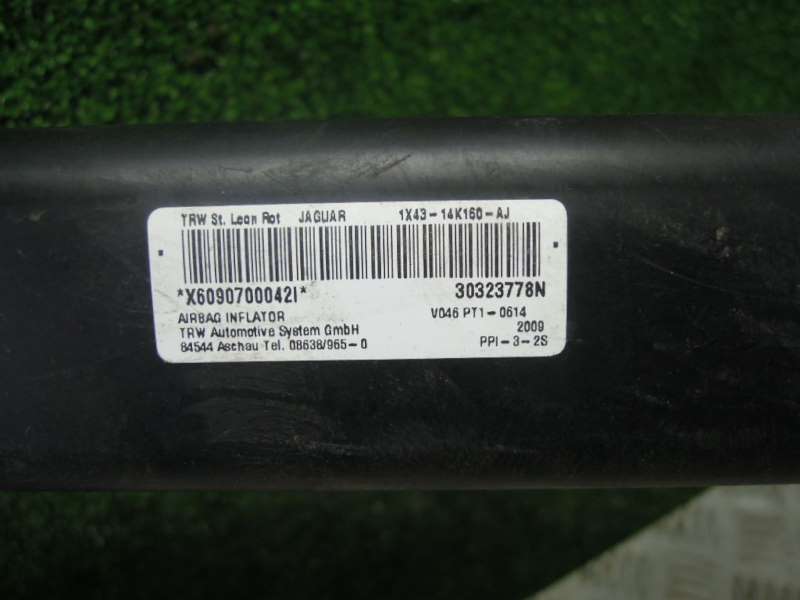 TRW St. Leon Rot JAGUAR 1X43-14K160-AJ
*X6090700042I* 30323778N
AIRBAG INFLATOR V046 PT1-0614
TRW Automotive System GmbH 2009
84544 Aschau Tel. 08638/965-0 PPI-3-2S